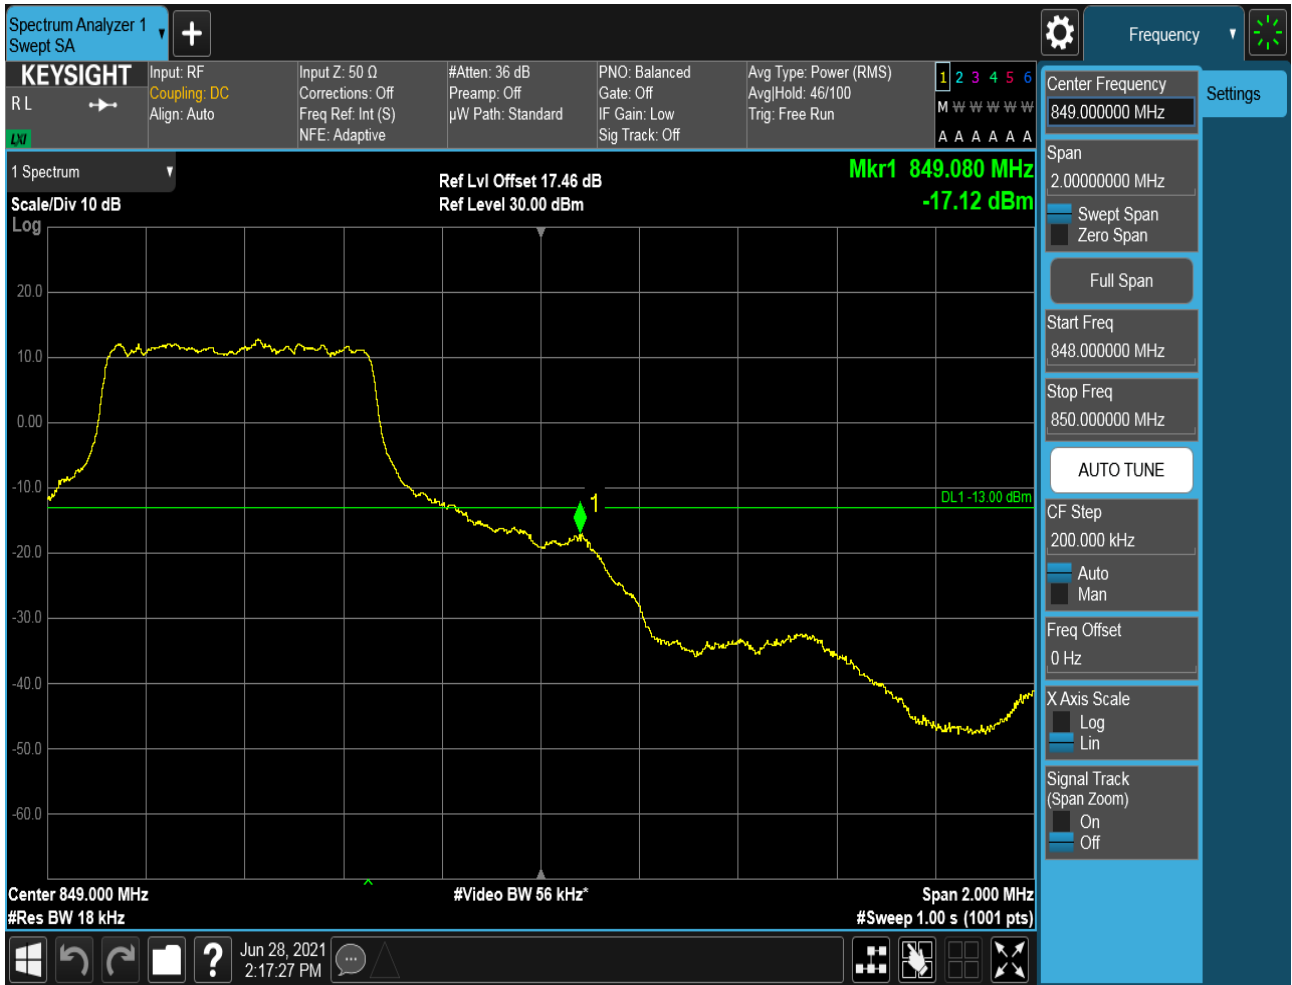 Spectrum Analyzer 1
Swept SA
Frequency
KEYSIGHT
R L
LXI
Input: RF
Coupling: DC
Align: Auto
Input Z: 50 Ω
Corrections: Off
Freq Ref: Int (S)
NFE: Adaptive
#Atten: 36 dB
Preamp: Off
µW Path: Standard
PNO: Balanced
Gate: Off
IF Gain: Low
Sig Track: Off
Avg Type: Power (RMS)
Avg|Hold: 46/100
Trig: Free Run
1 2 3 4 5 6
M W W W W W
A A A A A A
1 Spectrum
Scale/Div 10 dB
Log
Ref Lvl Offset 17.46 dB
Ref Level 30.00 dBm
Mkr1 849.080 MHz
-17.12 dBm
20.0
10.0
0.00
-10.0
-20.0
-30.0
-40.0
-50.0
-60.0
1
DL1 -13.00 dBm
Center 849.000 MHz
#Res BW 18 kHz
#Video BW 56 kHz*
Span 2.000 MHz
#Sweep 1.00 s (1001 pts)
Jun 28, 2021
2:17:27 PM
Center Frequency
849.000000 MHz
Settings
Span
2.00000000 MHz
Swept Span
Zero Span
Full Span
Start Freq
848.000000 MHz
Stop Freq
850.000000 MHz
AUTO TUNE
CF Step
200.000 kHz
Auto
Man
Freq Offset
0 Hz
X Axis Scale
Log
Lin
Signal Track
(Span Zoom)
On
Off